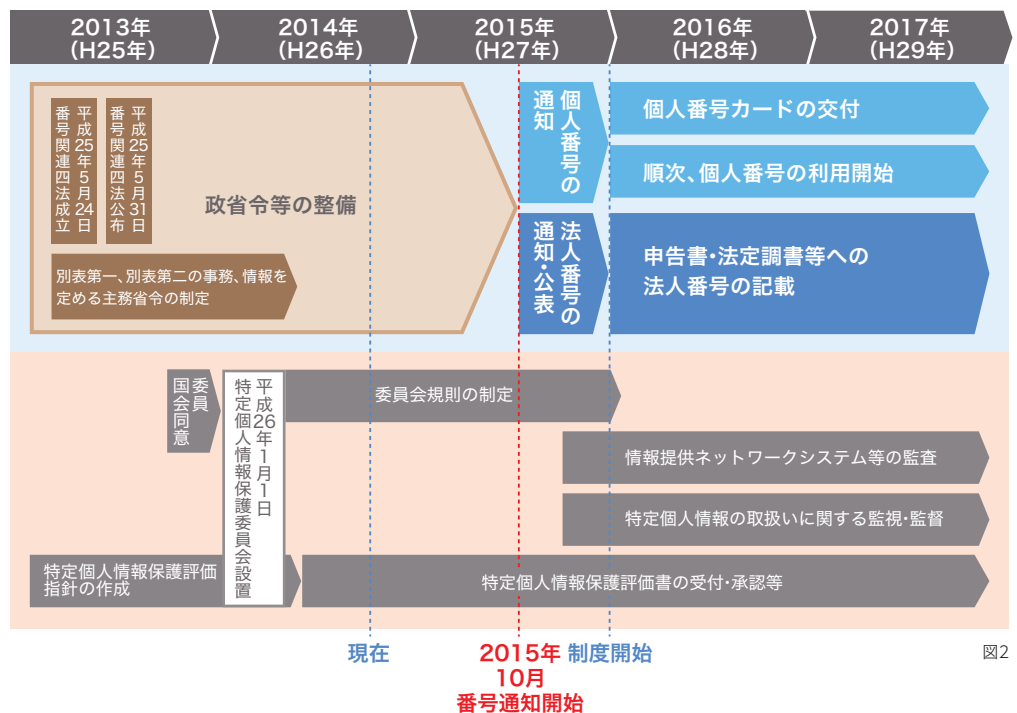 2013年
(H25年)
2014年
(H26年)
2015年
(H27年)
2016年
(H28年)
2017年
(H29年)
平成25年5月24日
番号関連四法成立
平成25年5月31日
番号関連四法公布
政省令等の整備
別表第一、別表第二の事務、情報を
定める主務省令の制定
個人番号の
通知
個人番号カードの交付
順次、個人番号の利用開始
法人番号の
通知・公表
申告書・法定調書等への
法人番号の記載
委員
国会同意
平成26年1月1日
特定個人情報保護委員会設置
委員会規則の制定
情報提供ネットワークシステム等の監査
特定個人情報の取扱いに関する監視・監督
特定個人情報保護評価
指針の作成
特定個人情報保護評価書の受付・承認等
現在
2015年
10月
番号通知開始
制度開始
図2